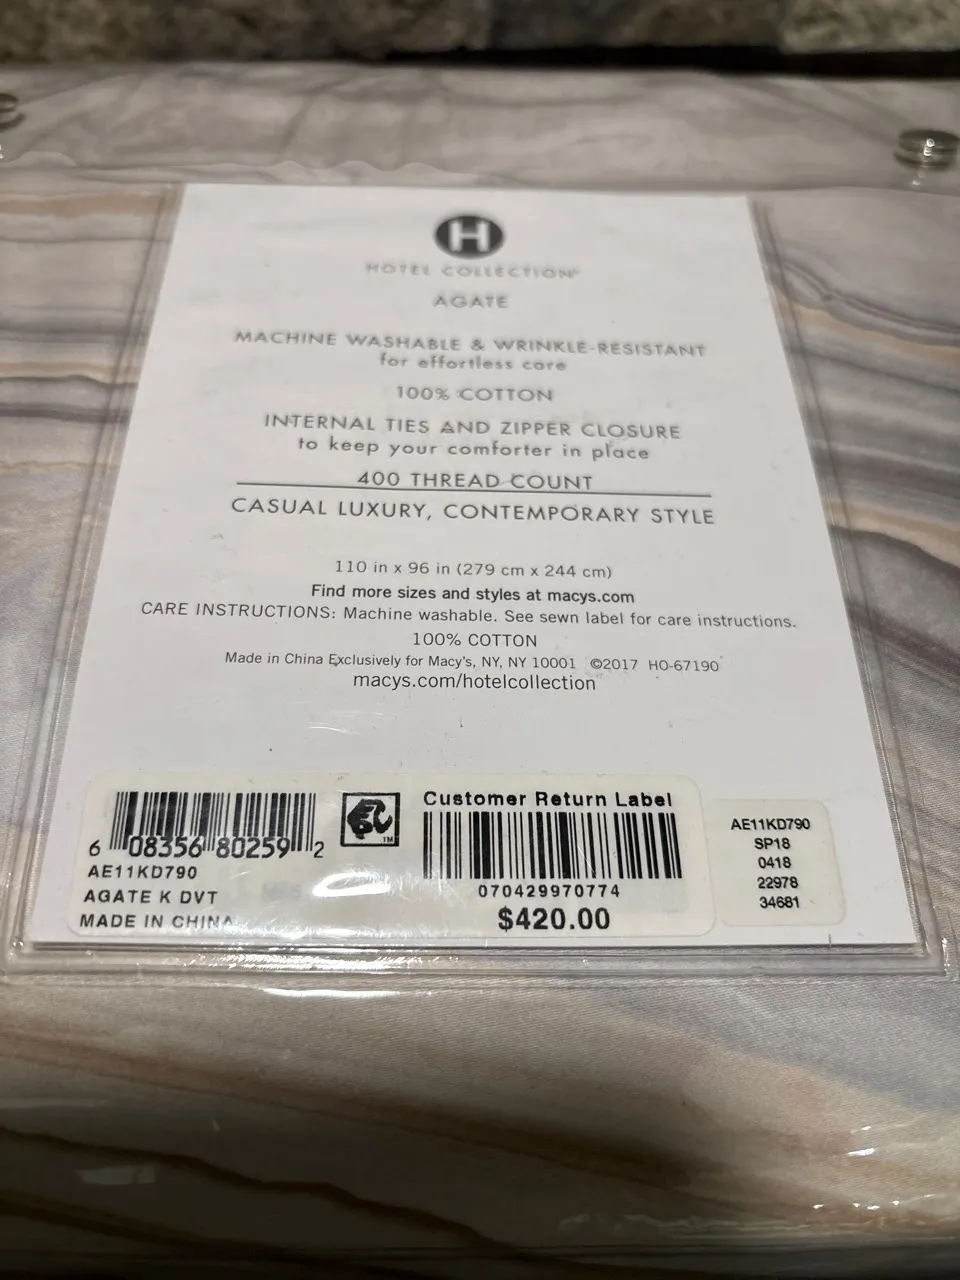 H
HOTEL COLLECTION®
AGATE
MACHINE WASHABLE & WRINKLE-RESISTANT
for effortless care
100% COTTON
INTERNAL TIES AND ZIPPER CLOSURE
to keep your comforter in place
400 THREAD COUNT
CASUAL LUXURY, CONTEMPORARY STYLE
110 in x 96 in (279 cm x 244 cm)
Find more sizes and styles at macys.com
CARE INSTRUCTIONS: Machine washable. See sewn label for care instructions.
100% COTTON
Made in China Exclusively for Macy's, NY, NY 10001 ©2017 HO-67190
macys.com/hotelcollection
6 08356 80259 2
AE11KD790
AGATE K DVT
MADE IN CHINA
TM
Customer Return Label
070429970774
$420.00
AE11KD790
SP18
0418
22978
34681